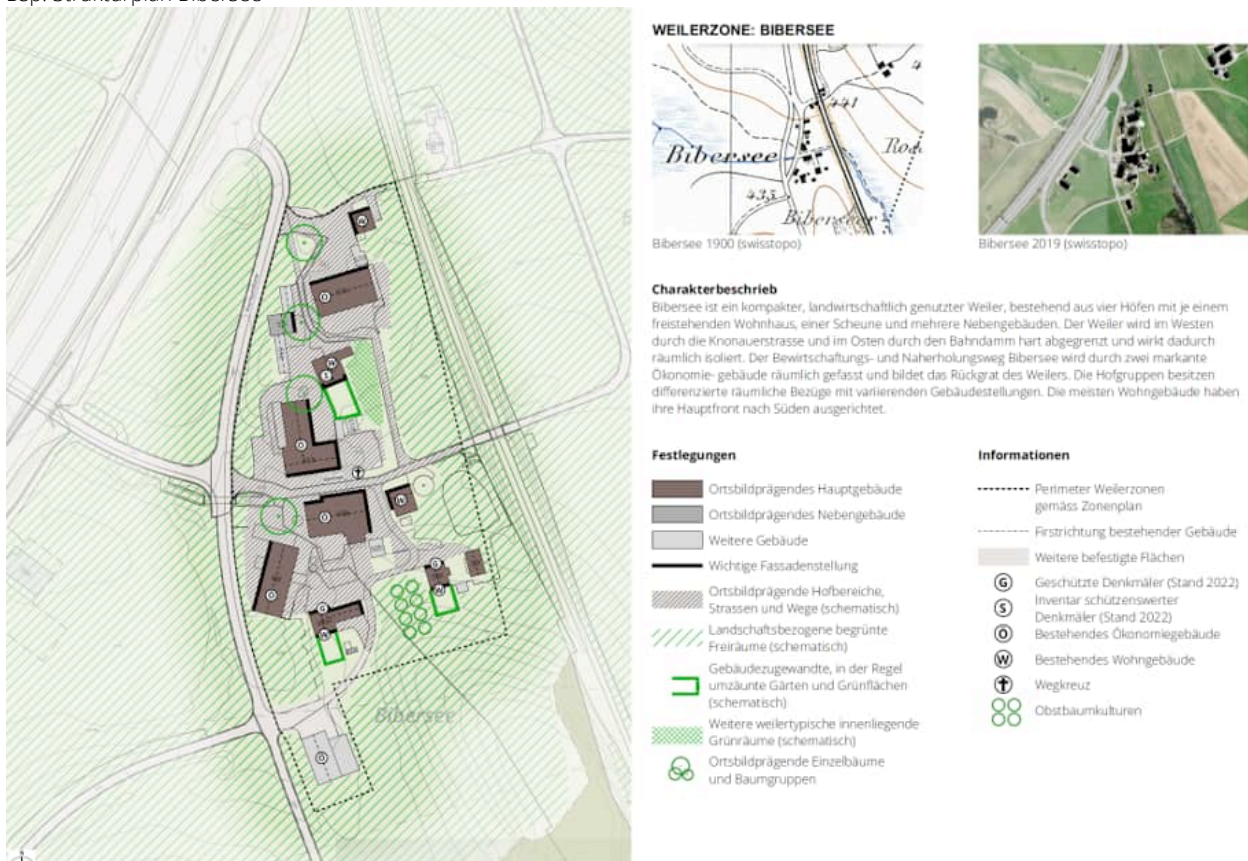 Bsp. Strukturplan Bibersee
WEILERZONE: BIBERSEE
Bibersee
441
435
Biberseer
Bibersee 1900 (swisstopo)
Bibersee 2019 (swisstopo)
Charakterbeschrieb
Bibersee ist ein kompakter, landwirtschaftlich genutzter Weiler, bestehend aus vier Höfen mit je einem
freistehenden Wohnhaus, einer Scheune und mehrere Nebengebäuden. Der Weiler wird im Westen
durch die Knonauerstrasse und im Osten durch den Bahndamm hart abgegrenzt und wirkt dadurch
räumlich isoliert. Der Bewirtschaftungs- und Naherholungsweg Bibersee wird durch zwei markante
Ökonomie- gebäude räumlich gefasst und bildet das Rückgrat des Weilers. Die Hofgruppen besitzen
differenzierte räumliche Bezüge mit variierenden Gebäudestellungen. Die meisten Wohngebäude haben
ihre Hauptfront nach Süden ausgerichtet.
Festlegungen
Ortsbildprägendes Hauptgebäude
Ortsbildprägendes Nebengebäude
Weitere Gebäude
Wichtige Fassadenstellung
Ortsbildprägende Hofbereiche,
Strassen und Wege (schematisch)
Landschaftsbezogene begrünte
Freiräume (schematisch)
Gebäudezugewandte, in der Regel
umzäunte Gärten und Grünflächen
(schematisch)
Weitere weilertypische innenliegende
Grünräume (schematisch)
Ortsbildprägende Einzelbäume
und Baumgruppen
Informationen
Perimeter Weilerzonen
gemäss Zonenplan
Firstrichtung bestehender Gebäude
Weitere befestigte Flächen
G Geschützte Denkmäler (Stand 2022)
S Inventar schützenswerter
Denkmäler (Stand 2022)
Ö Bestehendes Ökonomiegebäude
W Bestehendes Wohngebäude
Wegkreuz
Obstbaumkulturen
W
Ö
W
S
Ö
W
Ö
Ö
G
W
G
W
Bibersee
Ö